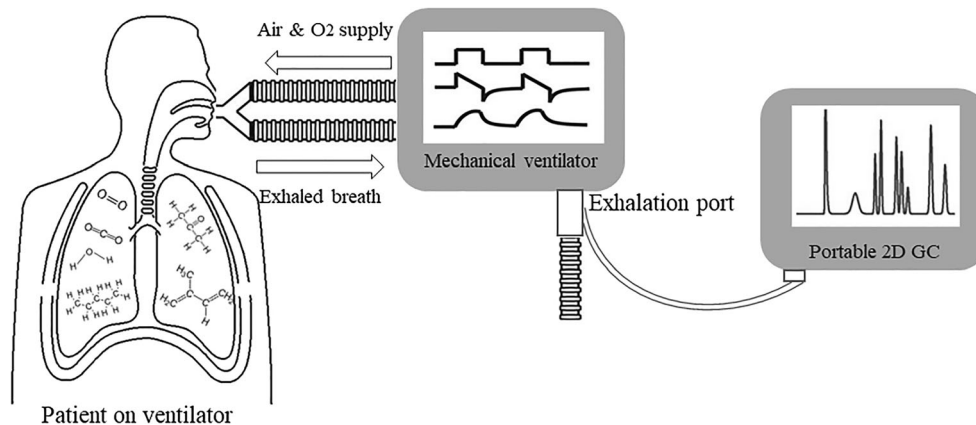 Air & O2 supply
Exhaled breath
Mechanical ventilator
Exhalation port
Portable 2D GC
O=O
O=C=O
Patient on ventilator